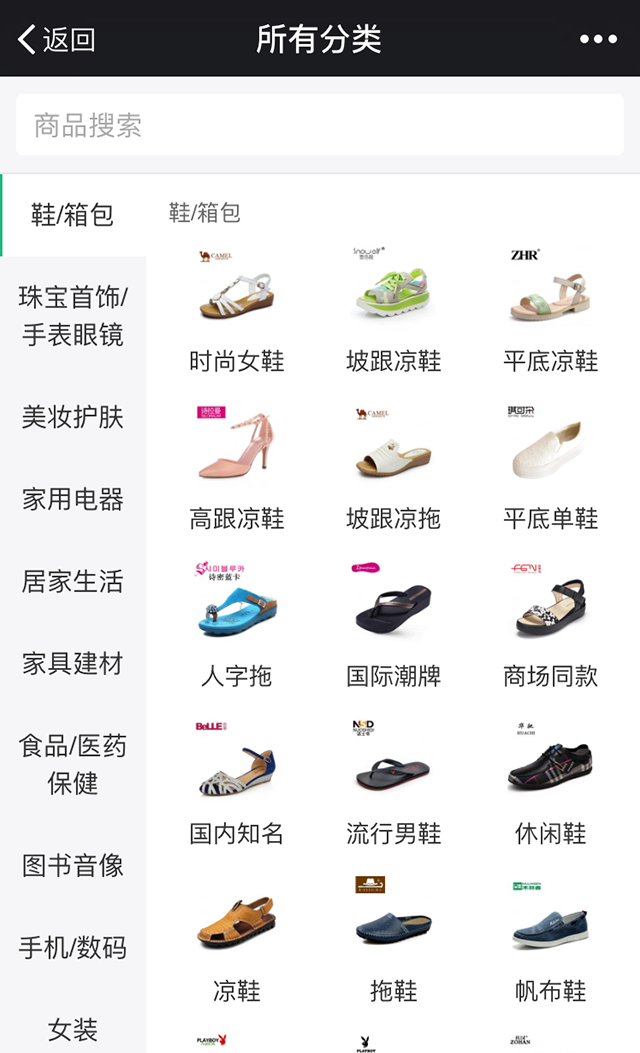 返回
所有分类
商品搜索
鞋/箱包
珠宝首饰/
手表眼镜
美妆护肤
家用电器
居家生活
家具建材
食品/医药
保健
图书音像
手机/数码
女装
鞋/箱包
CAMEL
ZHR
时尚女鞋
坡跟凉鞋
平底凉鞋
CAMEL
高跟凉鞋
坡跟凉拖
平底单鞋
诗密蓝卡
人字拖
国际潮牌
商场同款
BeLLE
HUACHI
国内知名
流行男鞋
休闲鞋
凉鞋
拖鞋
帆布鞋
PLAYBOY
PLAYBOY
ZOHAN